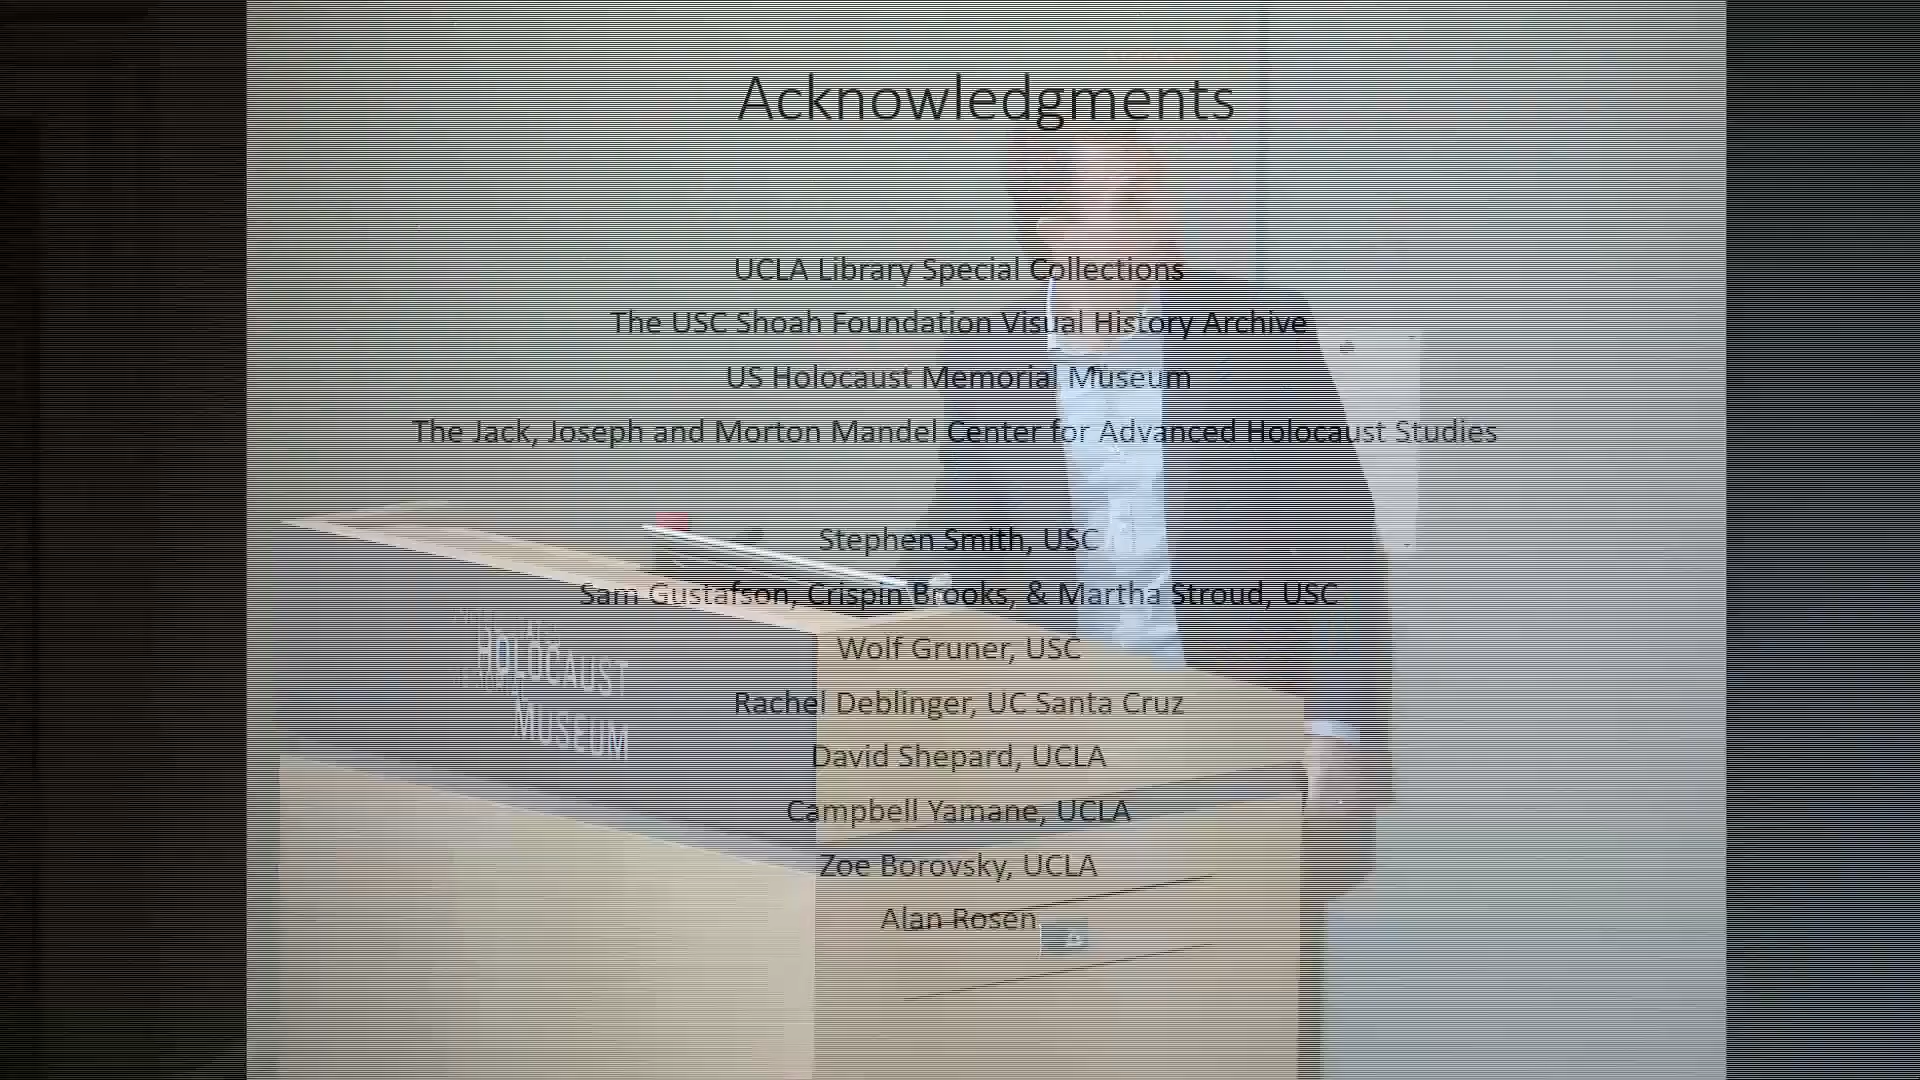 Acknowledgments
UCLA Library Special Collections
The USC Shoah Foundation Visual History Archive
US Holocaust Memorial Museum
The Jack, Joseph and Morton Mandel Center for Advanced Holocaust Studies
Stephen Smith, USC
Sam Gustafson, Crispin Brooks, & Martha Stroud, USC
Wolf Gruner, USC
Rachel Deblinger, UC Santa Cruz
David Shepard, UCLA
Campbell Yamane, UCLA
Zoe Borovsky, UCLA
Alan Rosen
HOLOCAUST
MUSEUM